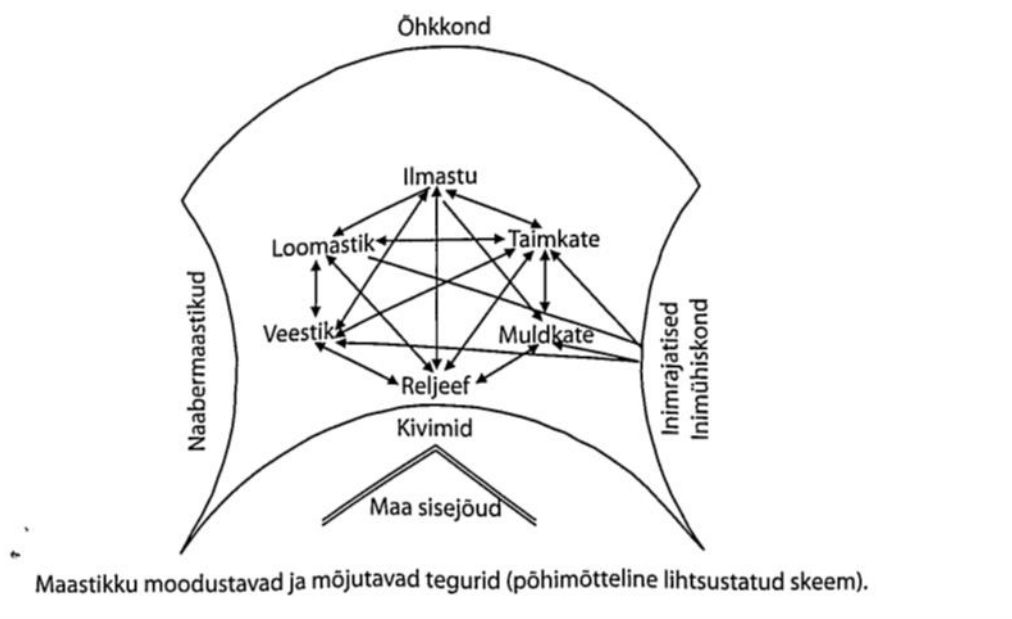 Õhkkond
Ilmastu
Loomastik
Taimkate
Naabermaastikud
Veestik
Muldkate
Inimrajatised
Inimühiskond
Reljeef
Kivimid
Maa sisejõud
Maastikku moodustavad ja mõjutavad tegurid (põhimõtteline lihtsustatud skeem).